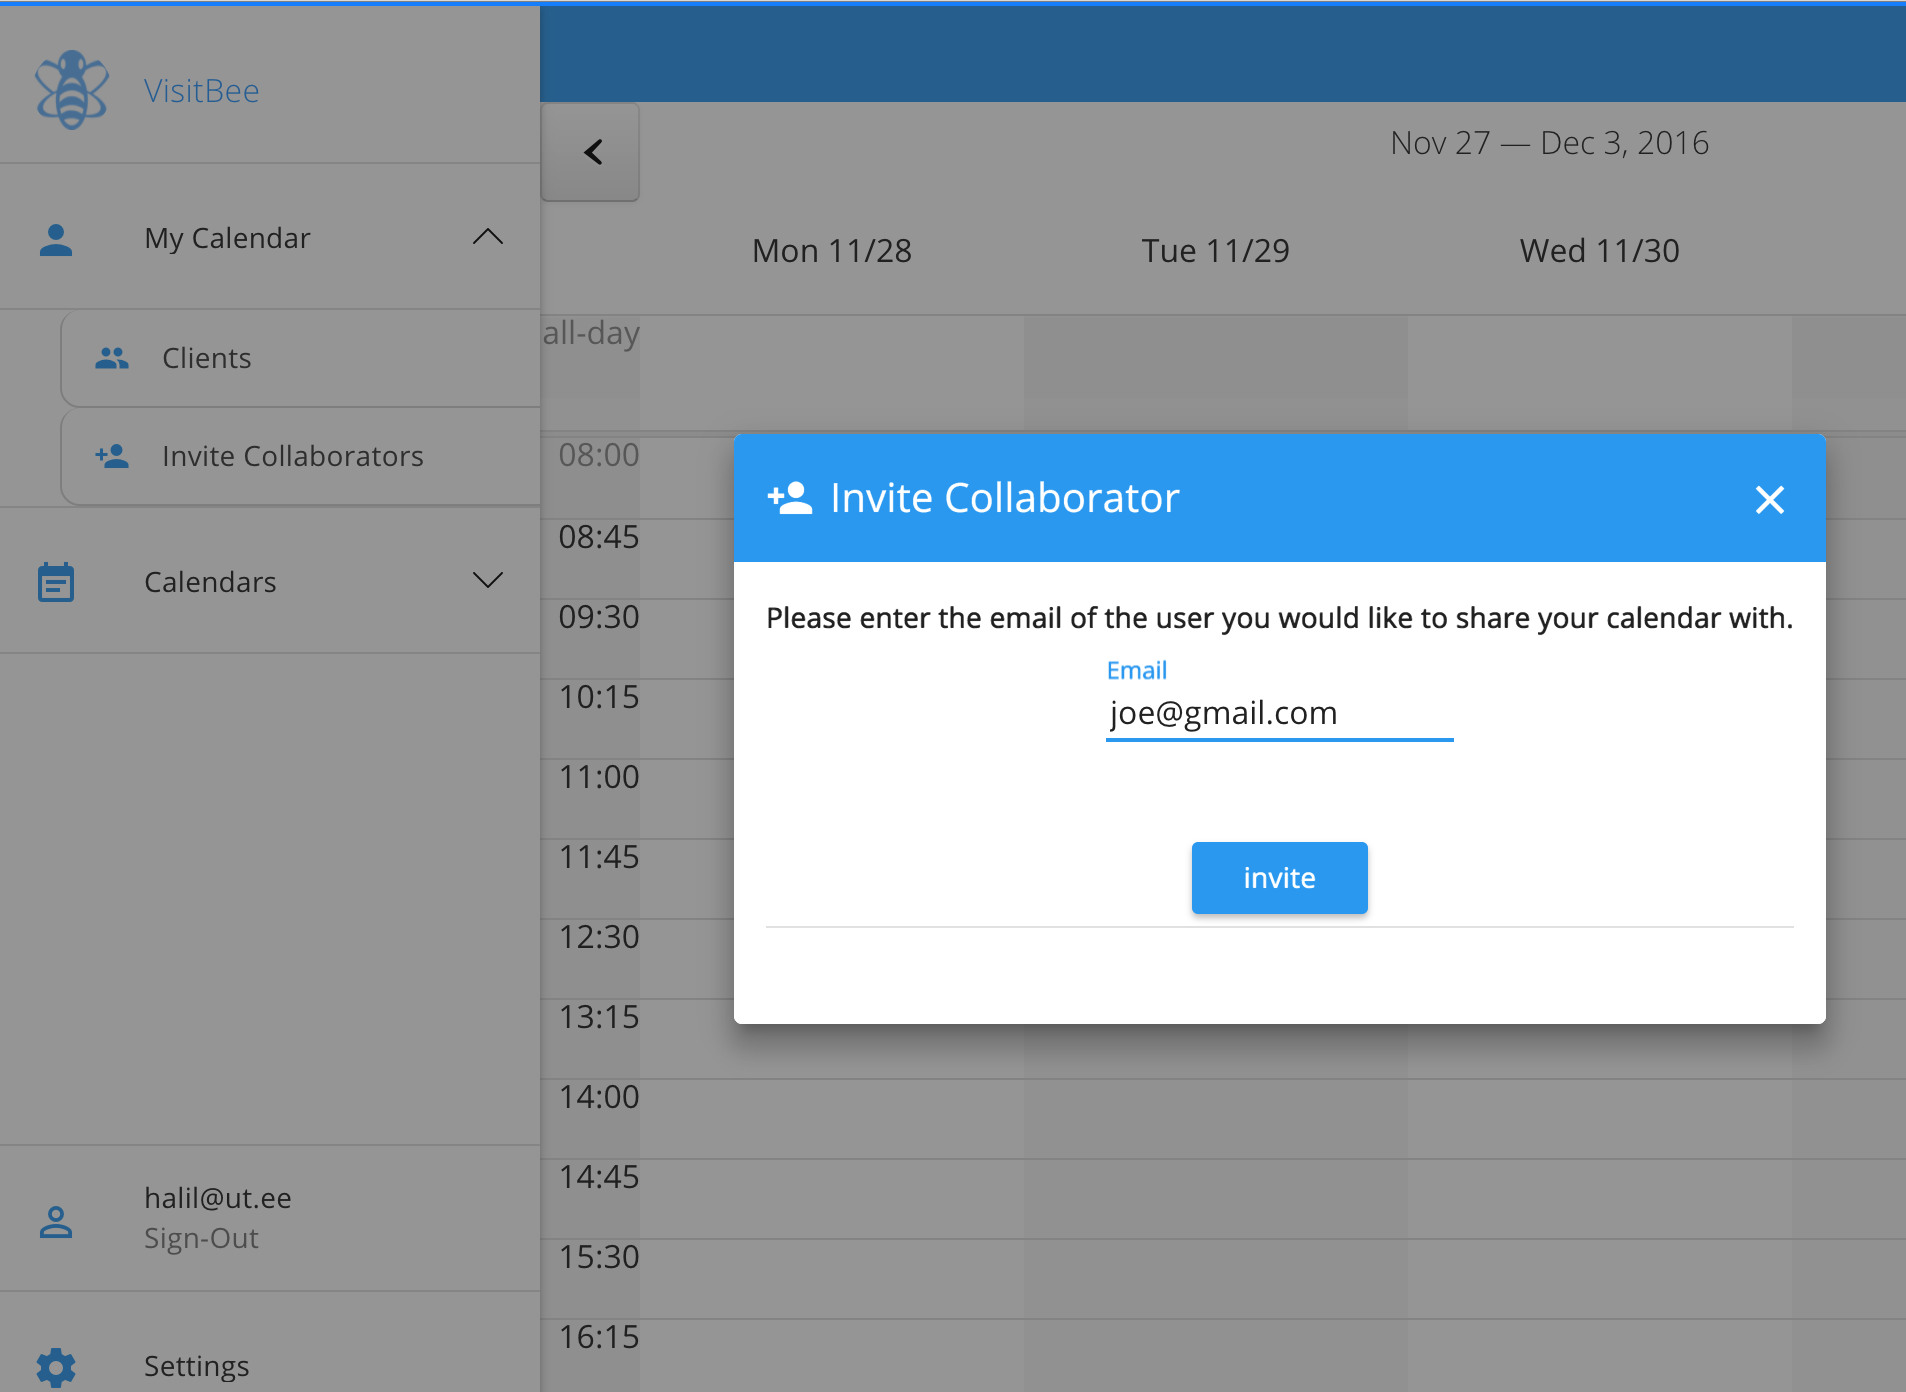 VisitBee
My Calendar
Clients
Invite Collaborators
Calendars
halil@ut.ee
Sign-Out
Settings
Nov 27 — Dec 3, 2016
Mon 11/28
Tue 11/29
Wed 11/30
all-day
08:00
08:45
09:30
10:15
11:00
11:45
12:30
13:15
14:00
14:45
15:30
16:15
Invite Collaborator
Please enter the email of the user you would like to share your calendar with.
Email
joe@gmail.com
invite